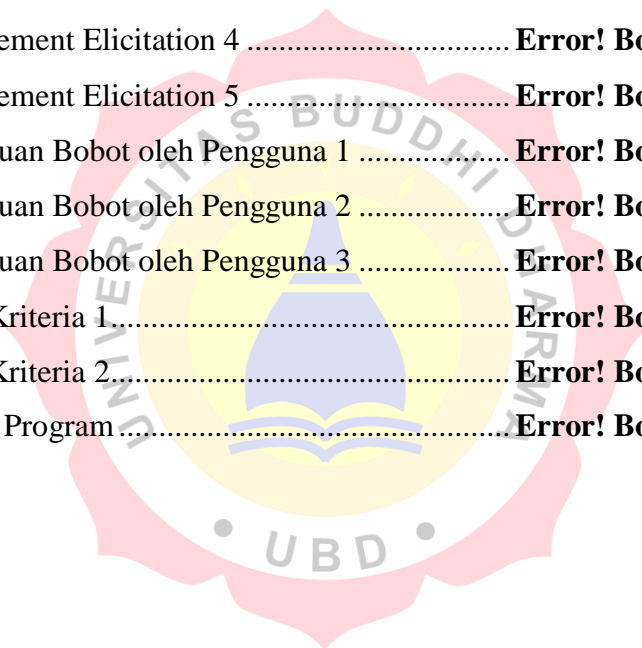 ement Elicitation 4 ................................... Error! Bo
ement Elicitation 5 ................................... Error! Bo
uan Bobot oleh Pengguna 1 .................... Error! Bo
uan Bobot oleh Pengguna 2 .................... Error! Bo
uan Bobot oleh Pengguna 3 .................... Error! Bo
Kriteria 1..................................................... Error! Bo
Kriteria 2..................................................... Error! Bo
Program .................................................... Error! Bo
UNIVERSITAS BUDDHI DHARMA
• UBD •